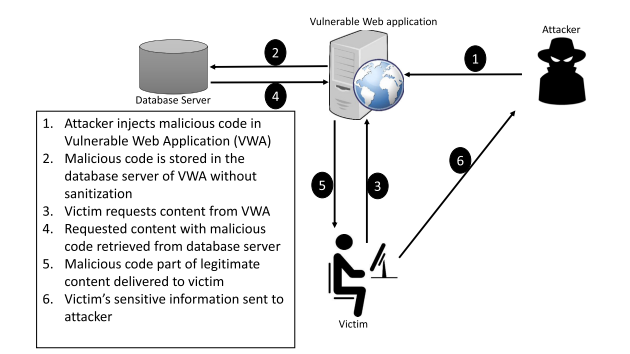 Vulnerable Web application
Attacker
2
1
4
Database Server
1. Attacker injects malicious code in
Vulnerable Web Application (VWA)
2. Malicious code is stored in the
database server of VWA without
sanitization
3. Victim requests content from VWA
4. Requested content with malicious
code retrieved from database server
5. Malicious code part of legitimate
content delivered to victim
6. Victim's sensitive information sent to
attacker
5
3
6
Victim